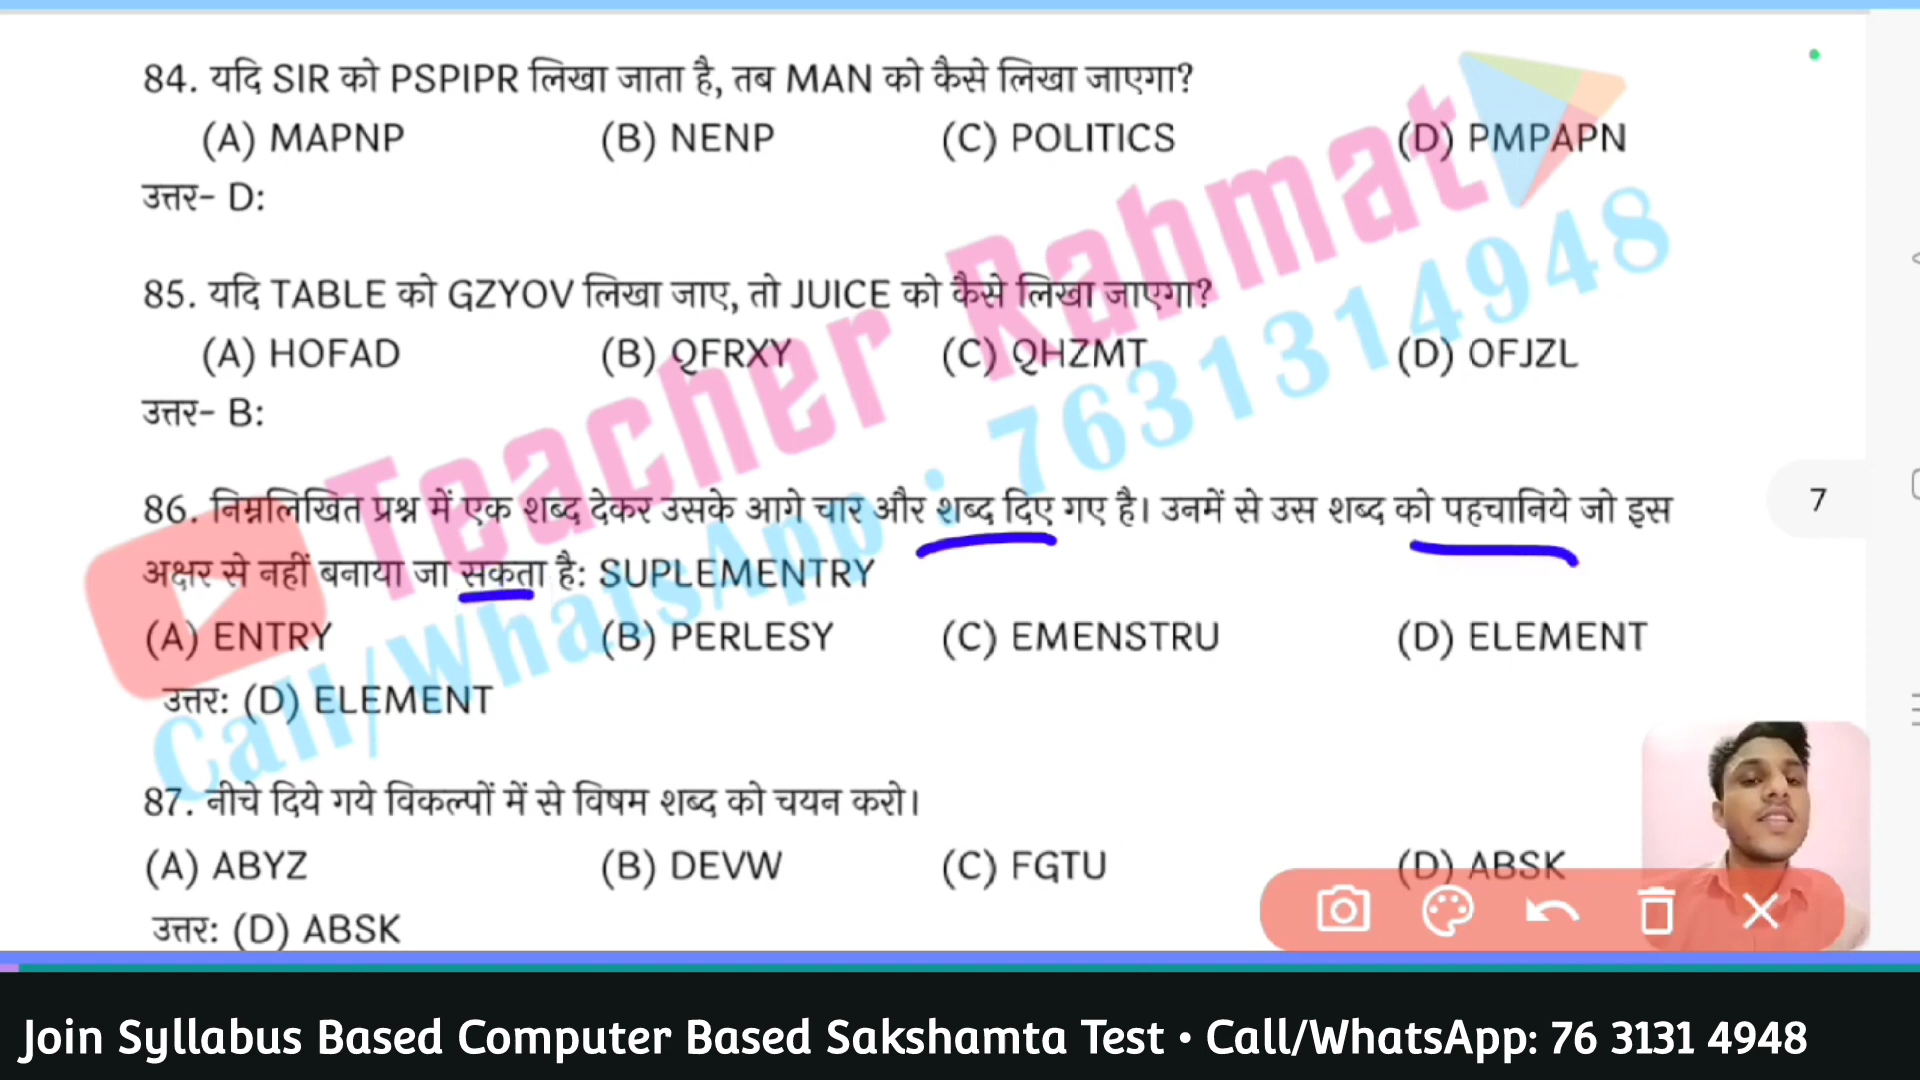 84. यदि SIR को PSPIPR लिखा जाता है, तब MAN को कैसे लिखा जाएगा?
(A) MAPNP (B) NENP (C) POLITICS (D) PMPAPN
उत्तर- D:
85. यदि TABLE को GZYOV लिखा जाए, तो JUICE को कैसे लिखा जाएगा?
(A) HOFAD (B) QFRXY (C) QHZMT (D) OFJZL
उत्तर- B:
86. निम्नलिखित प्रश्न में एक शब्द देकर उसके आगे चार और शब्द दिए गए है। उनमें से उस शब्द को पहचानिये जो इस
अक्षर से नहीं बनाया जा सकता है: SUPLEMENTRY
(A) ENTRY (B) PERLESY (C) EMENSTRU (D) ELEMENT
उत्तर: (D) ELEMENT
87. नीचे दिये गये विकल्पों में से विषम शब्द को चयन करो।
(A) ABYZ (B) DEVW (C) FGTU (D) ABSK
उत्तर: (D) ABSK
7
Teacher Rahmat
Call/WhatsApp : 7631314948
Join Syllabus Based Computer Based Sakshamta Test • Call/WhatsApp: 76 3131 4948